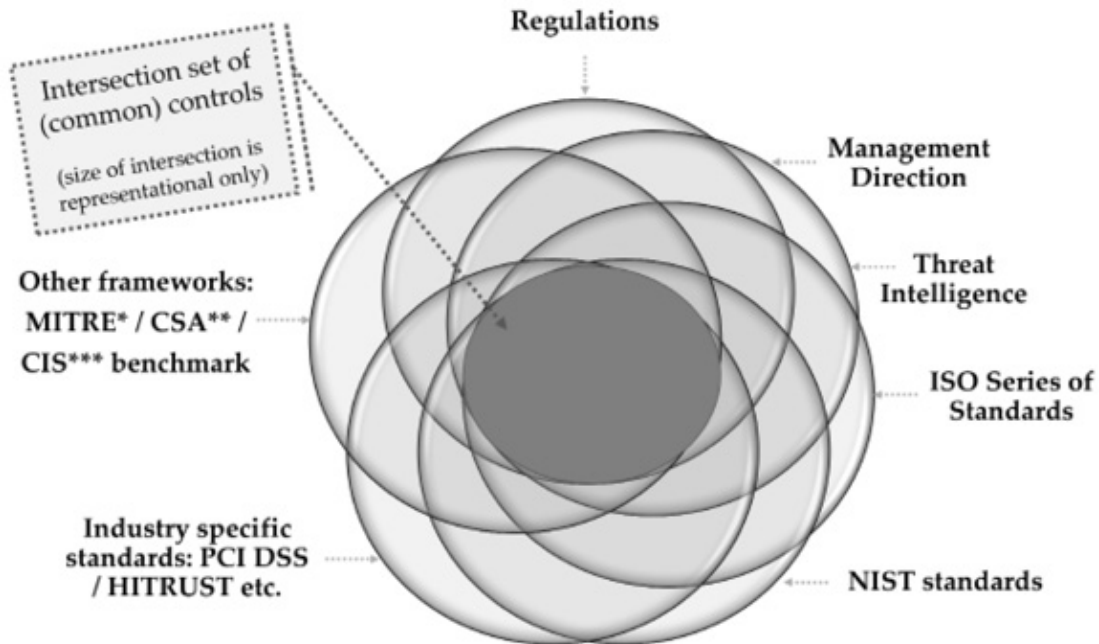 Regulations
Intersection set of
(common) controls
(size of intersection is
representational only)
Management
Direction
Threat
Intelligence
Other frameworks:
MITRE* / CSA** /
CIS*** benchmark
ISO Series of
Standards
Industry specific
standards: PCI DSS
/ HITRUST etc.
NIST standards